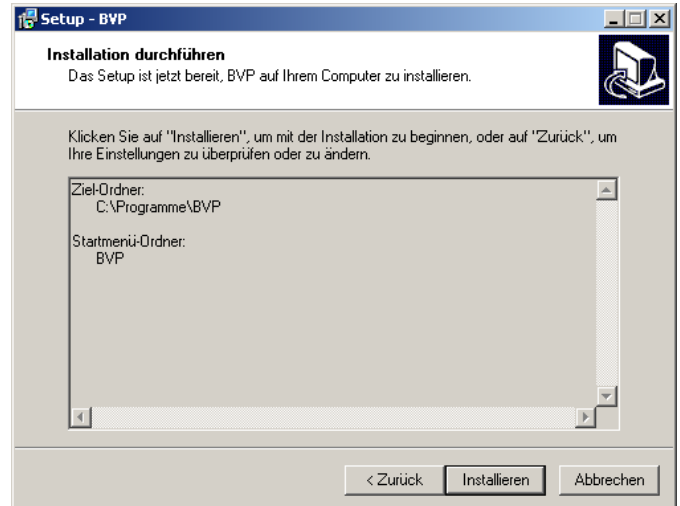 Setup - BVP
Installation durchführen
Das Setup ist jetzt bereit, BVP auf Ihrem Computer zu installieren.
Klicken Sie auf "Installieren", um mit der Installation zu beginnen, oder auf "Zurück", um
Ihre Einstellungen zu überprüfen oder zu ändern.
Ziel-Ordner:
C:\Programme\BVP
Startmenü-Ordner:
BVP
< Zurück
Installieren
Abbrechen